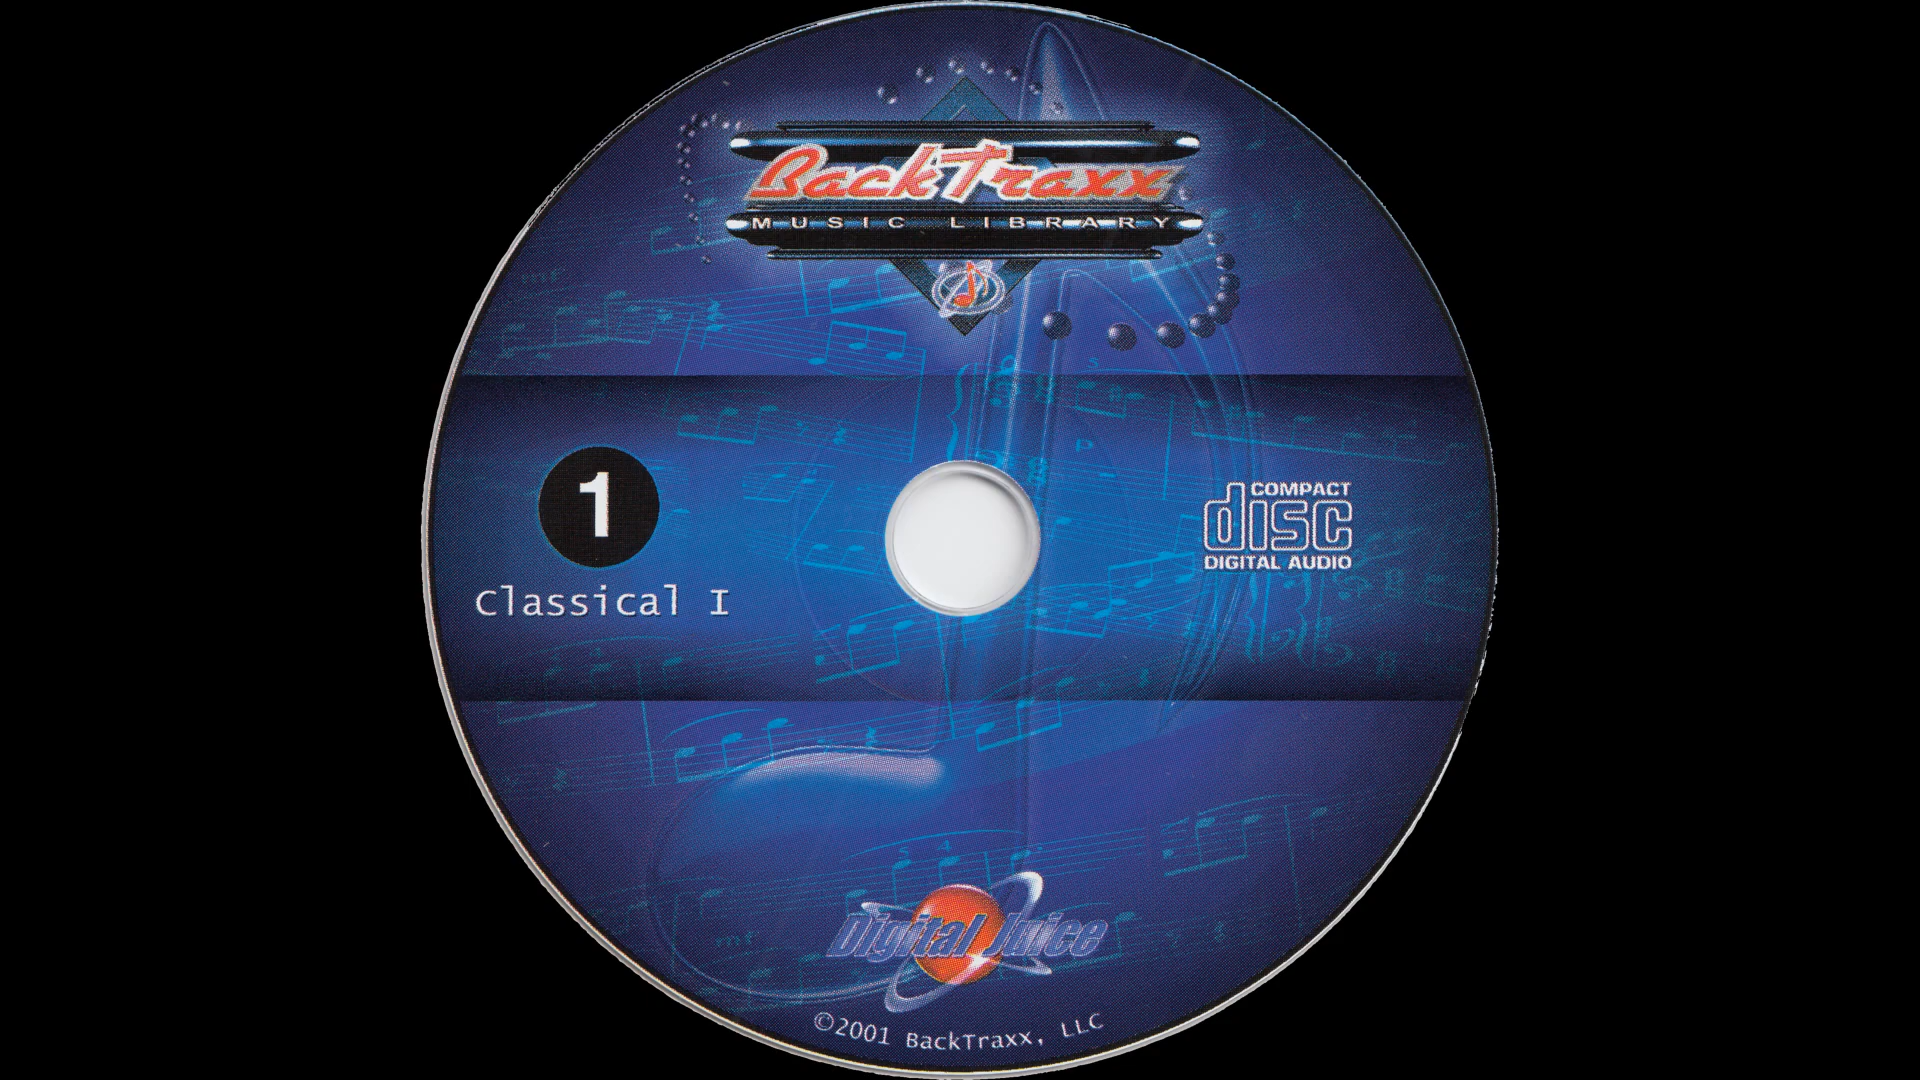 BackTraxx
MUSIC LIBRARY
1
Classical I
COMPACT
disc
DIGITAL AUDIO
Digital Juice
©2001 BackTraxx, LLC